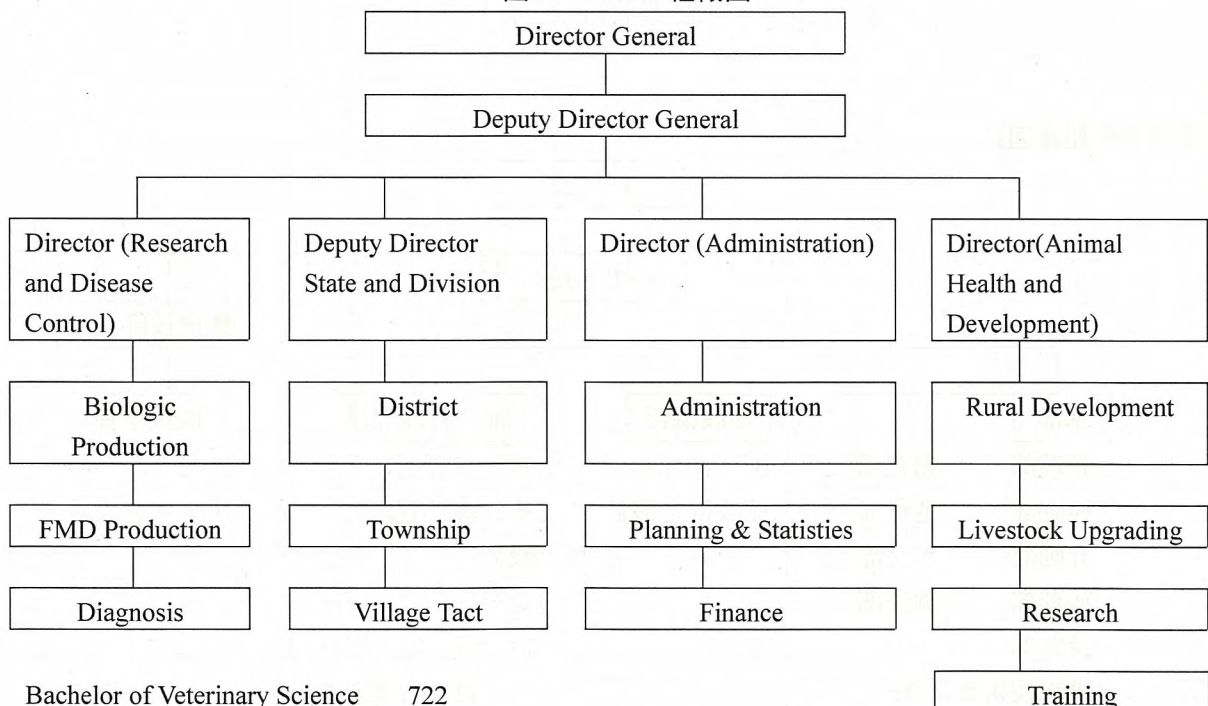 Director General
Deputy Director General
Director (Research
and Disease
Control)
Deputy Director
State and Division
Director (Administration)
Director(Animal
Health and
Development)
Biologic
Production
District
Administration
Rural Development
FMD Production
Township
Planning & Statisties
Livestock Upgrading
Diagnosis
Village Tact
Finance
Research
Training
Bachelor of Veterinary Science 722